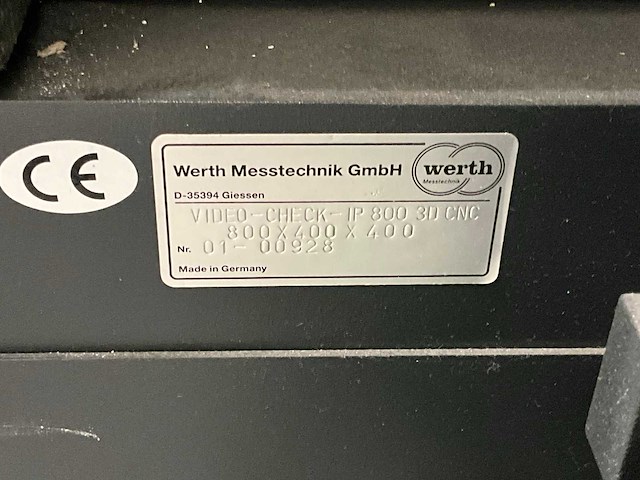 CE
Werth Messtechnik GmbH
werth
Messtechnik
D-35394 Giessen
VIDEO-CHECK-IP 800 3D CNC
800X400X400
Nr. 01-00928
Made in Germany